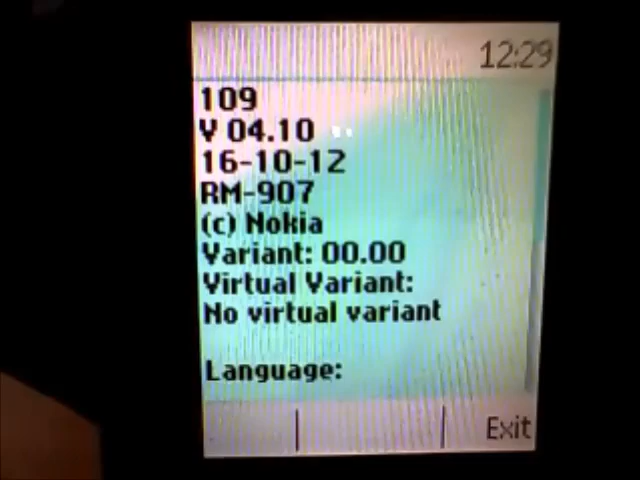 12:29
109
V 04.10
16-10-12
RM-907
(c) Nokia
Variant: 00.00
Virtual Variant:
No virtual variant
Language:
Exit